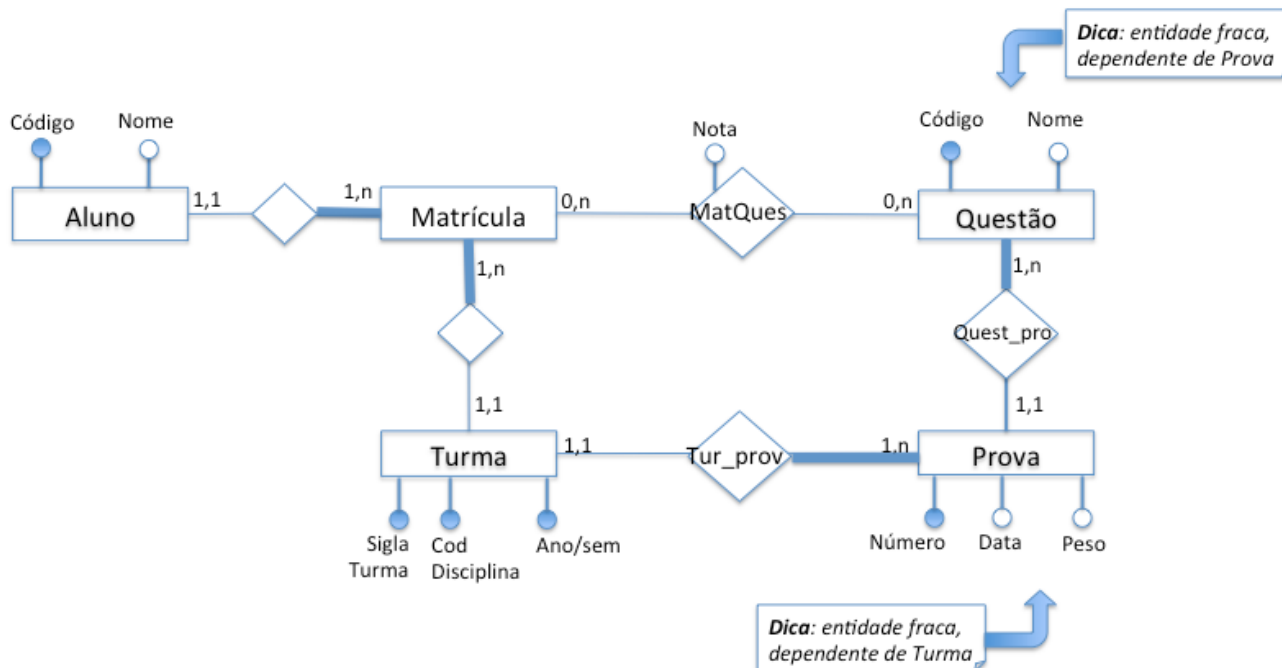 Dica: entidade fraca,
dependente de Prova
Código
Nome
Nota
Código
Nome
Aluno
1,1
1,n
Matrícula
0,n
MatQues
0,n
Questão
1,n
1,n
Quest_pro
1,1
1,1
Turma
1,1
Tur_prov
1,n
Prova
Sigla
Turma
Cod
Disciplina
Ano/sem
Número
Data
Peso
Dica: entidade fraca,
dependente de Turma